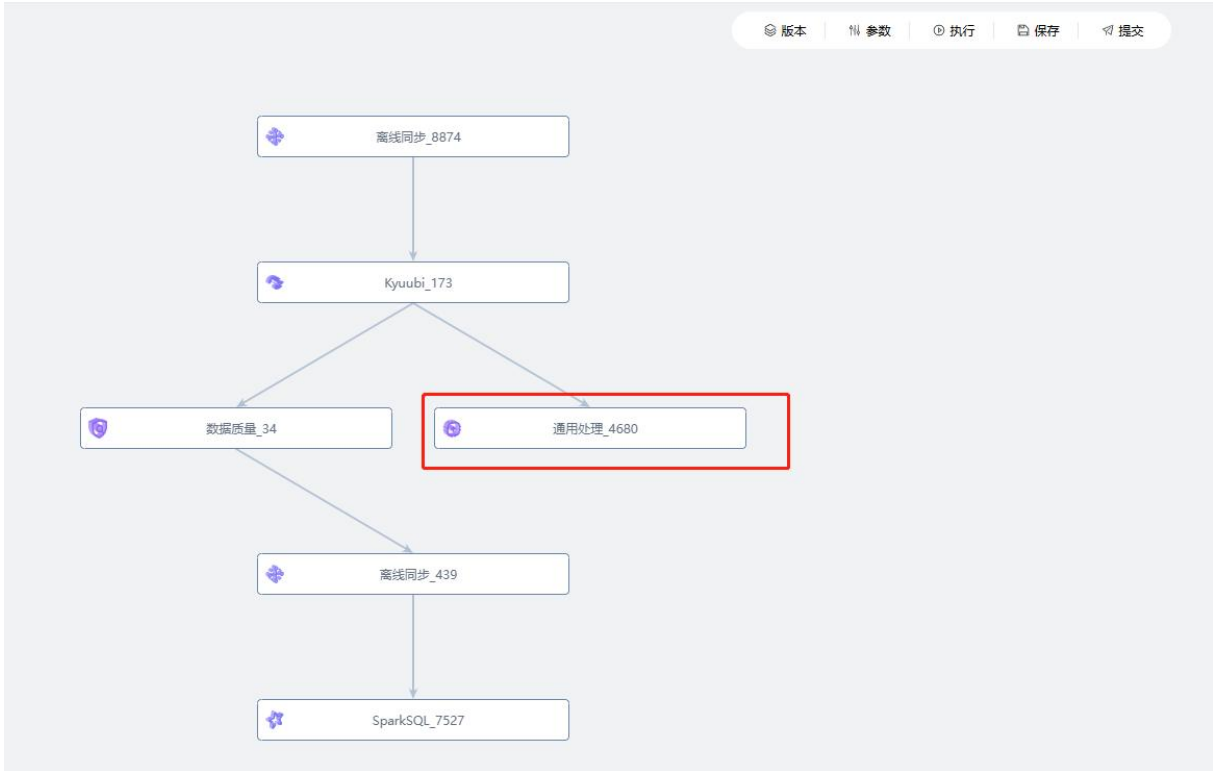 版本 参数 执行 保存 提交
离线同步_8874
Kyuubi_173
数据质量_34 通用处理_4680
离线同步_439
SparkSQL_7527